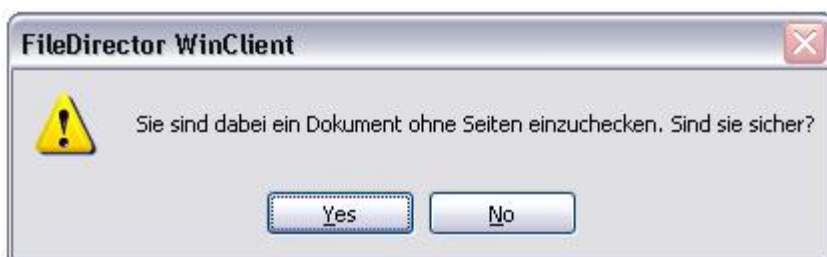 FileDirector WinClient
Sie sind dabei ein Dokument ohne Seiten einzuchecken. Sind sie sicher?
Yes No